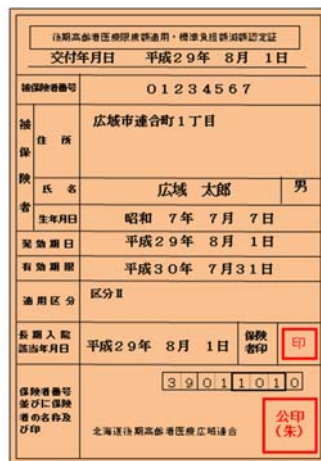 後期高齢者医療限度額適用・標準負担額減額認定証
交付年月日 平成29年 8月 1日
被保険者番号 01234567
被保険者
住所 広域市連合町1丁目
氏名 広域 太郎 男
生年月日 昭和 7年 7月 7日
発効期日 平成29年 8月 1日
有効期限 平成30年 7月31日
適用区分 区分Ⅱ
長期入院該当年月日 平成29年 8月 1日 保険者印 印
保険者番号並びに保険者の名称及び印
39011010
北海道後期高齢者医療広域連合
公印(朱)